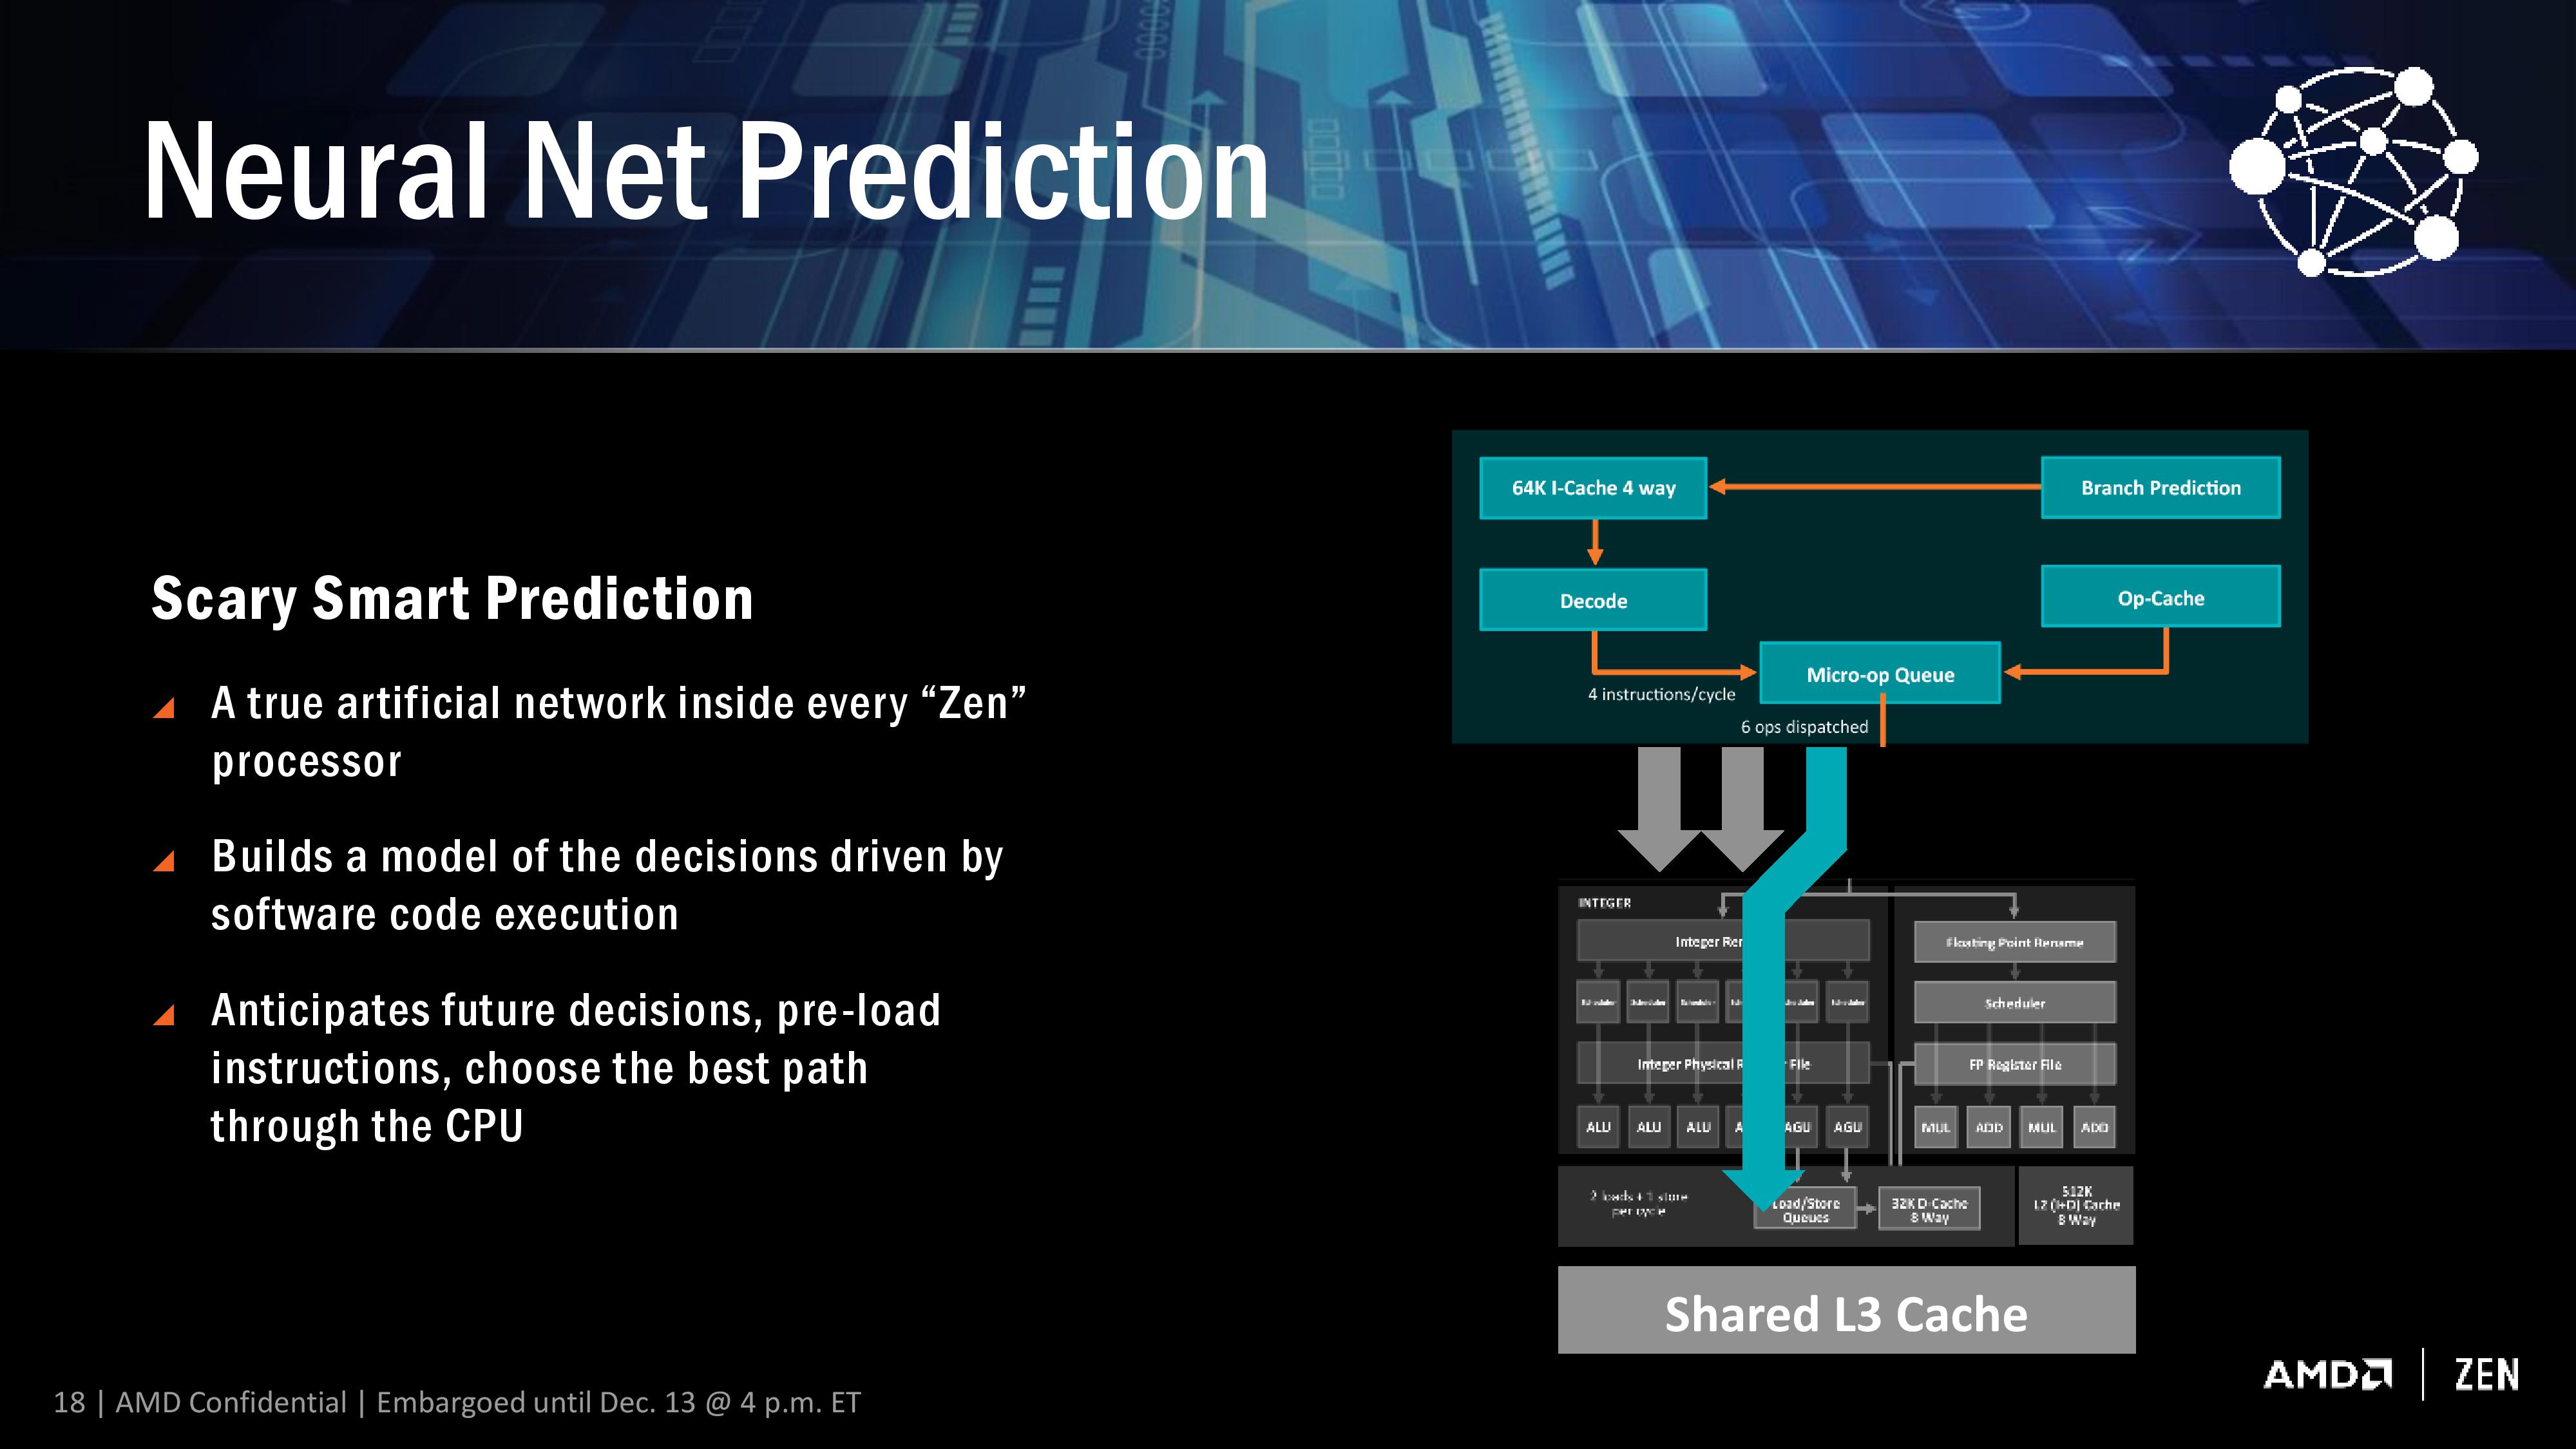 Neural Net Prediction
Scary Smart Prediction
A true artificial network inside every “Zen”
processor
Builds a model of the decisions driven by
software code execution
Anticipates future decisions, pre-load
instructions, choose the best path
through the CPU
64K I-Cache 4 way
Branch Prediction
Decode
Op-Cache
Micro-op Queue
4 instructions/cycle
6 ops dispatched
INTEGER
Integer
Floating Point Rename
Scheduler Scheduler Scheduler Scheduler Scheduler
Scheduler
Integer Physical File
FP Register File
ALU ALU ALU AGU AGU
MUL ADD MUL ADD
2 loads + 1 store
per cycle
Load/Store
Queues
32K D-Cache
8 Way
512K
L2 (I+D) Cache
8 Way
Shared L3 Cache
18 | AMD Confidential | Embargoed until Dec. 13 @ 4 p.m. ET
AMD | ZEN